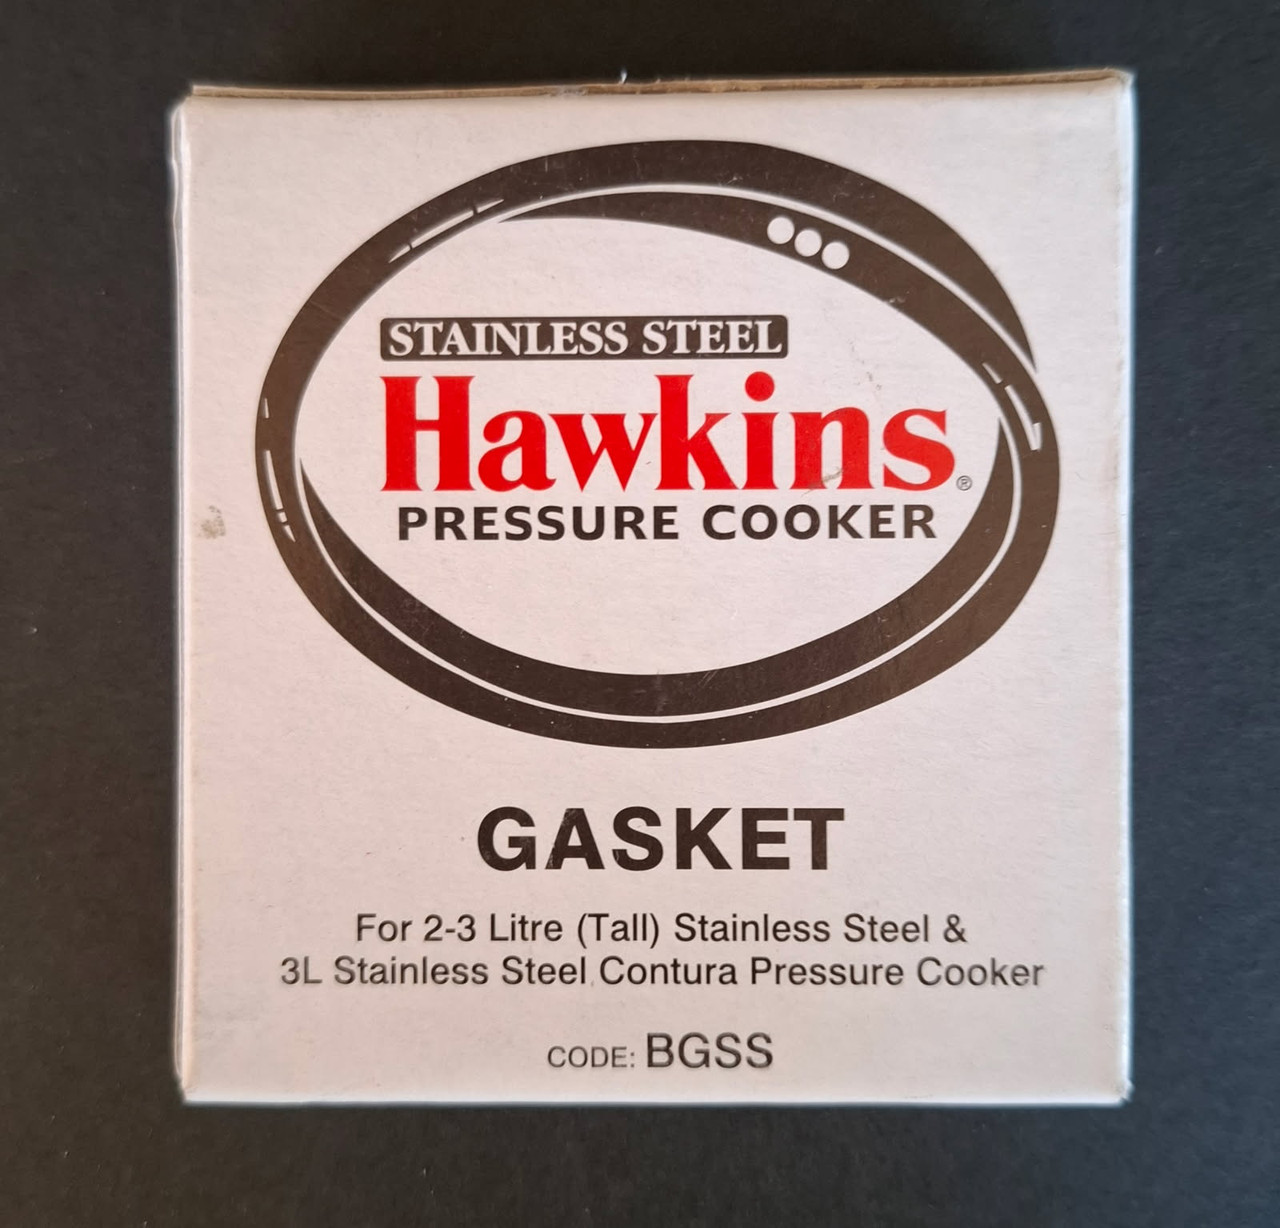 STAINLESS STEEL
Hawkins®
PRESSURE COOKER
GASKET
For 2-3 Litre (Tall) Stainless Steel &
3L Stainless Steel Contura Pressure Cooker
CODE: BGSS